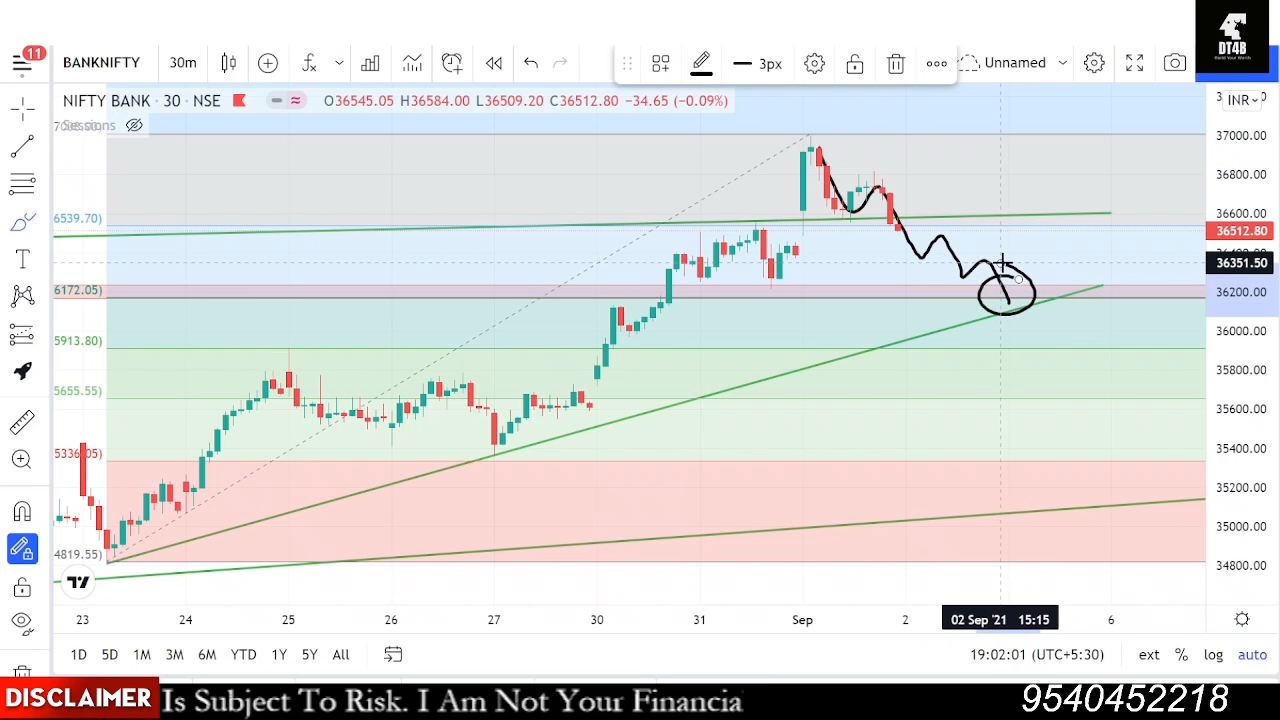 11
BANKNIFTY
30m
3px
Unnamed
DT4B
Build Your Worth
NIFTY BANK · 30 · NSE
O36545.05 H36584.00 L36509.20 C36512.80 −34.65 (−0.09%)
INR
Sessions
37000.00
36800.00
6539.70)
36600.00
36512.80
36351.50
6172.05)
36200.00
36000.00
5913.80)
35800.00
5655.55)
35600.00
5336.05)
35400.00
35200.00
35000.00
4819.55)
34800.00
23 24 25 26 27 30 31 Sep 2 02 Sep '21 15:15 6
1D 5D 1M 3M 6M YTD 1Y 5Y All
19:02:01 (UTC+5:30)
ext % log auto
DISCLAIMER
Is Subject To Risk. I Am Not Your Financia
9540452218